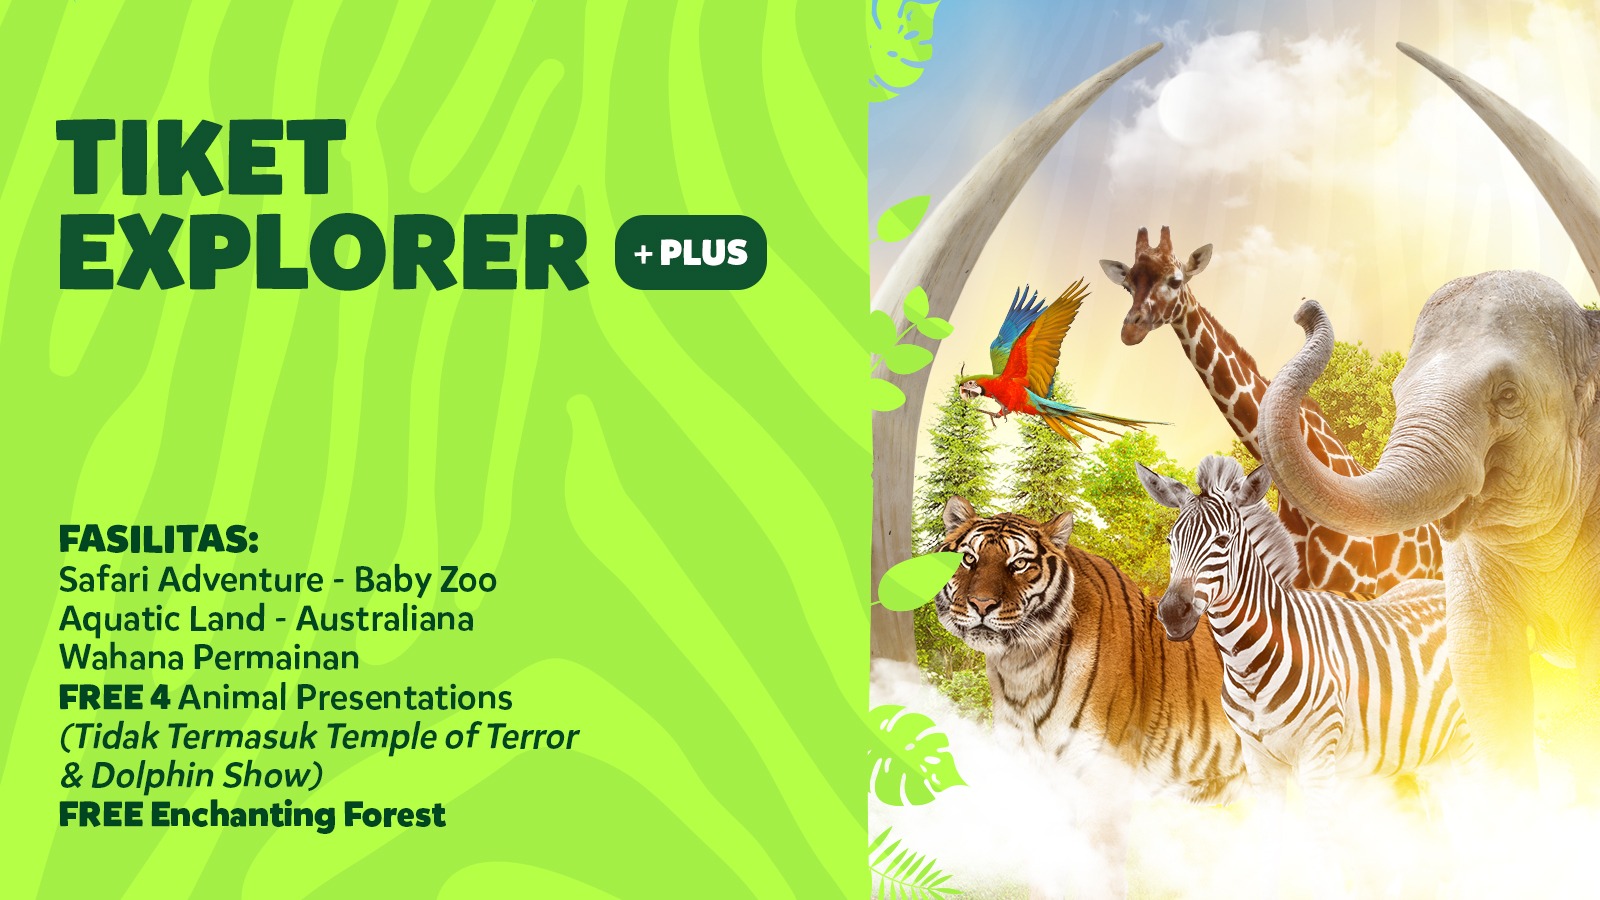 TIKET
EXPLORER + PLUS
FASILITAS:
Safari Adventure - Baby Zoo
Aquatic Land - Australiana
Wahana Permainan
FREE 4 Animal Presentations
(Tidak Termasuk Temple of Terror
& Dolphin Show)
FREE Enchanting Forest